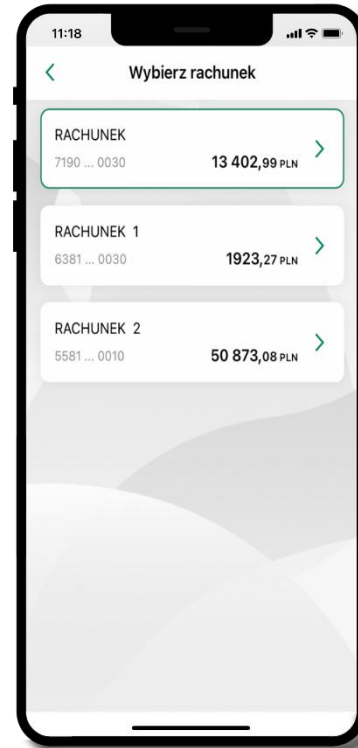 11:18
Wybierz rachunek
RACHUNEK
7190 ... 0030 13 402,99 PLN
RACHUNEK 1
6381 ... 0030 1923,27 PLN
RACHUNEK 2
5581 ... 0010 50 873,08 PLN